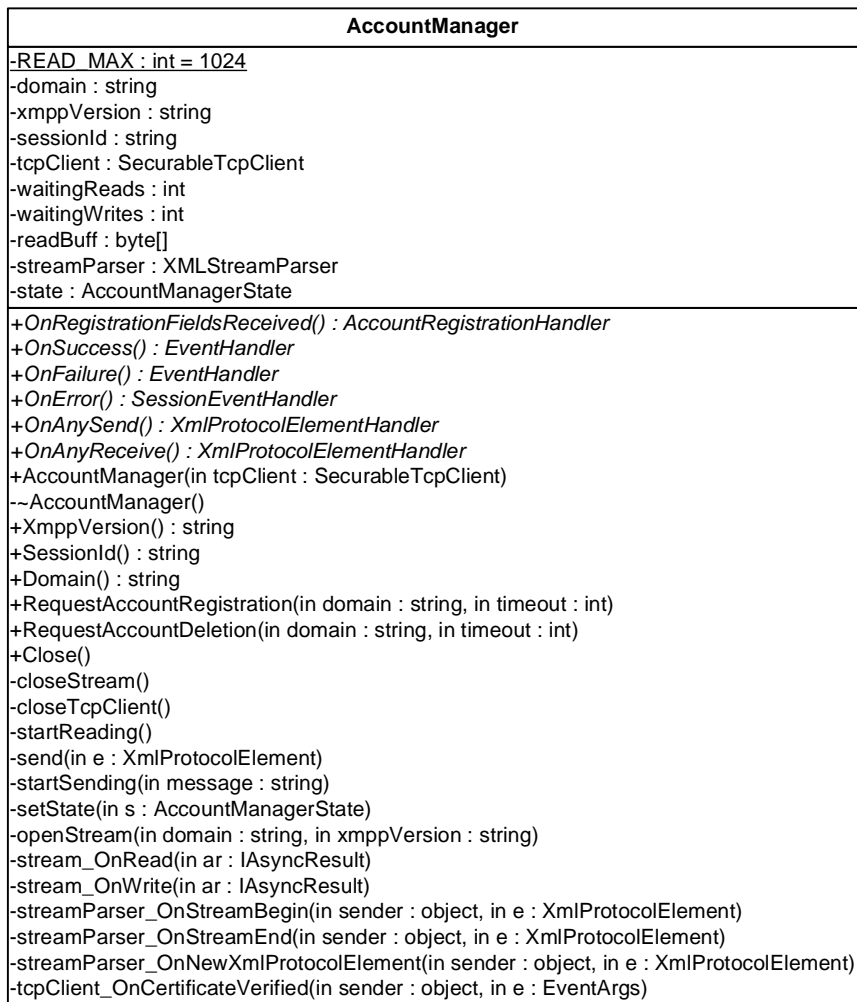 AccountManager
-READ_MAX : int = 1024
-domain : string
-xmppVersion : string
-sessionId : string
-tcpClient : SecurableTcpClient
-waitingReads : int
-waitingWrites : int
-readBuff : byte[]
-streamParser : XMLStreamParser
-state : AccountManagerState
+OnRegistrationFieldsReceived() : AccountRegistrationHandler
+OnSuccess() : EventHandler
+OnFailure() : EventHandler
+OnError() : SessionEventHandler
+OnAnySend() : XmlProtocolElementHandler
+OnAnyReceive() : XmlProtocolElementHandler
+AccountManager(in tcpClient : SecurableTcpClient)
-~AccountManager()
+XmppVersion() : string
+SessionId() : string
+Domain() : string
+RequestAccountRegistration(in domain : string, in timeout : int)
+RequestAccountDeletion(in domain : string, in timeout : int)
+Close()
-closeStream()
-closeTcpClient()
-startReading()
-send(in e : XmlProtocolElement)
-startSending(in message : string)
-setState(in s : AccountManagerState)
-openStream(in domain : string, in xmppVersion : string)
-stream_OnRead(in ar : IAsyncResult)
-stream_OnWrite(in ar : IAsyncResult)
-streamParser_OnStreamBegin(in sender : object, in e : XmlProtocolElement)
-streamParser_OnStreamEnd(in sender : object, in e : XmlProtocolElement)
-streamParser_OnNewXmlProtocolElement(in sender : object, in e : XmlProtocolElement)
-tcpClient_OnCertificateVerified(in sender : object, in e : EventArgs)